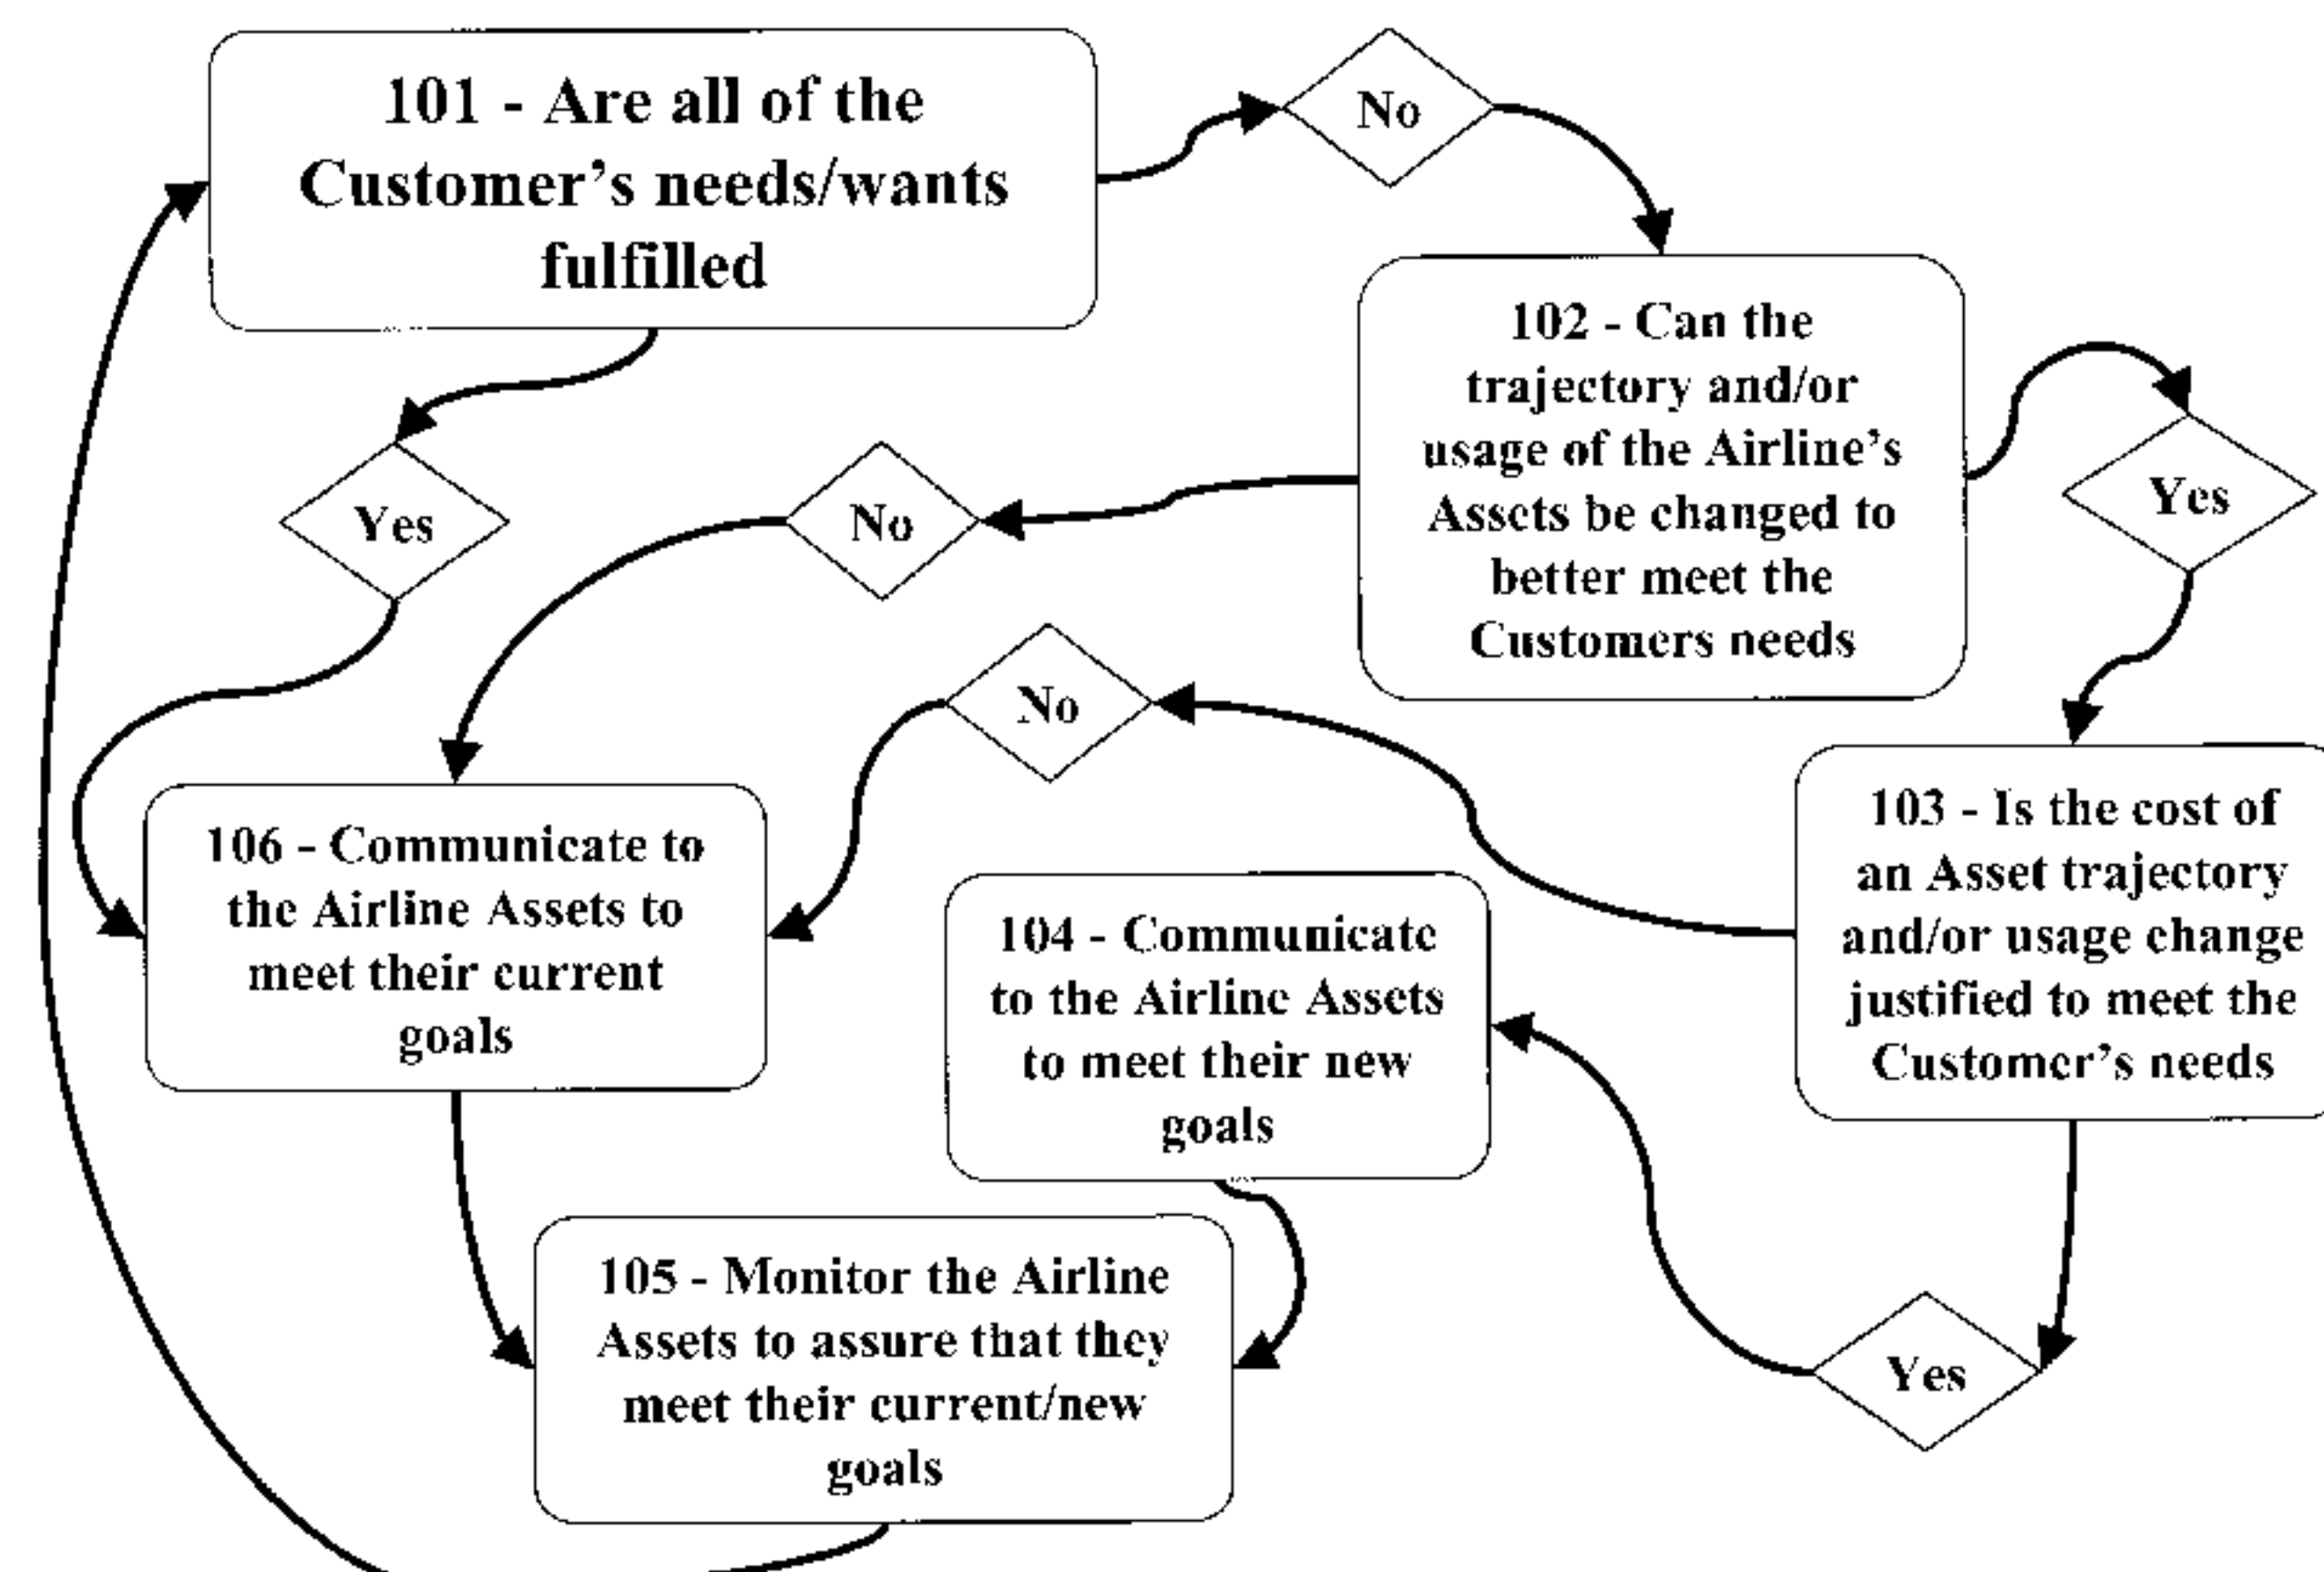 101 - Are all of the
Customer's needs/wants
fulfilled
No
102 - Can the
trajectory and/or
usage of the Airline's
Assets be changed to
better meet the
Customers needs
Yes
Yes
No
No
103 - Is the cost of
an Asset trajectory
and/or usage change
justified to meet the
Customer's needs
106 - Communicate to
the Airline Assets to
meet their current
goals
104 - Communicate
to the Airline Assets
to meet their new
goals
105 - Monitor the Airline
Assets to assure that they
meet their current/new
goals
Yes